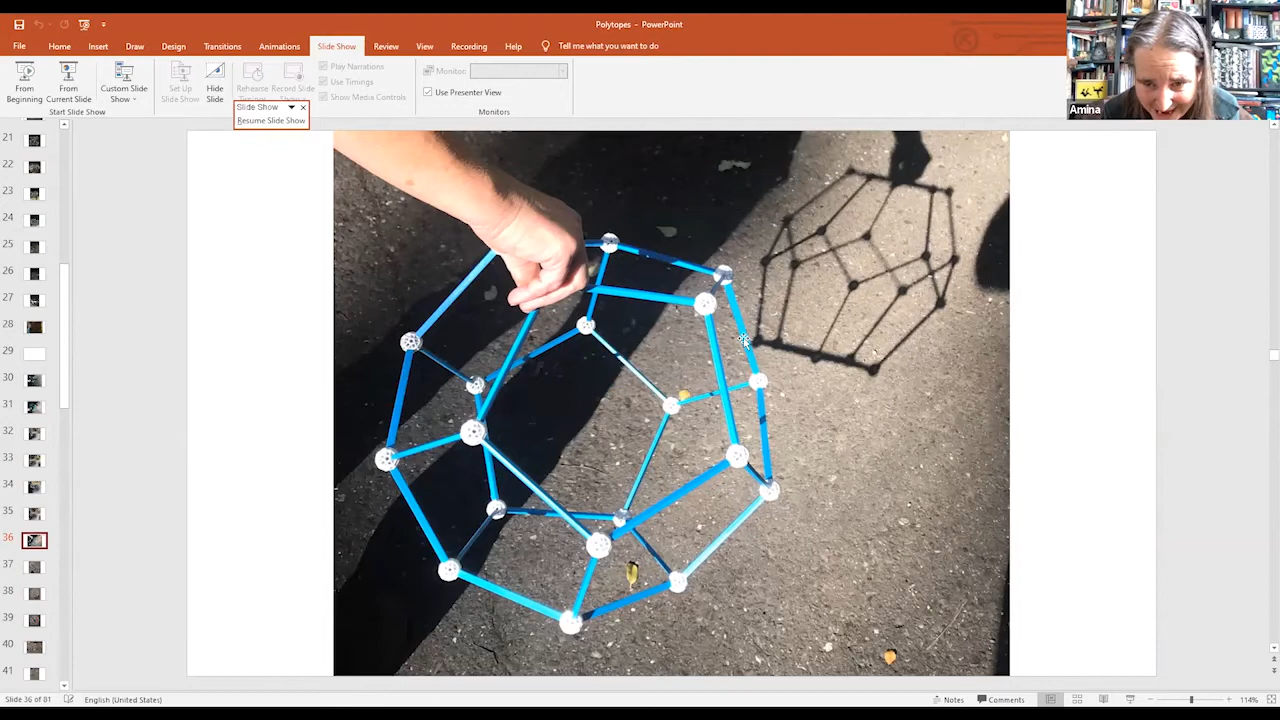 Polytopes - PowerPoint
File Home Insert Draw Design Transitions Animations Slide Show Review View Recording Help Tell me what you want to do
From Beginning
From Current Slide
Custom Slide Show
Set Up Slide Show
Hide Slide
Rehearse
Record Slide
Play Narrations
Use Timings
Show Media Controls
Monitor:
Use Presenter View
Start Slide Show
Monitors
Slide Show
Resume Slide Show
Amina
21
22
23
24
25
26
27
28
29
30
31
32
33
34
35
36
37
38
39
40
41
Slide 36 of 81 English (United States) Notes Comments 114%